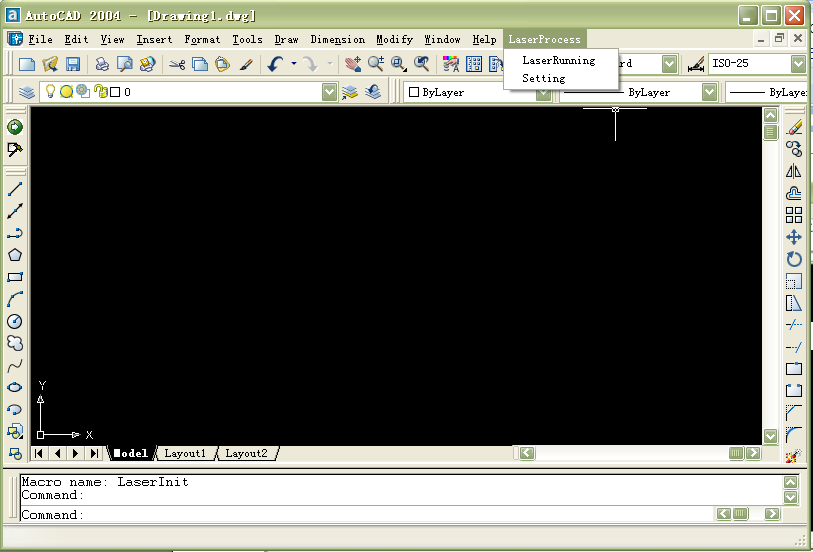 AutoCAD 2004 - [Drawing1.dwg]
File Edit View Insert Format Tools Draw Dimension Modify Window Help LaserProcess
LaserRunning
rd ISO-25
Setting
0 ByLayer ByLayer ByLayer
Y
X
Model Layout1 Layout2
Macro name: LaserInit
Command:
Command: